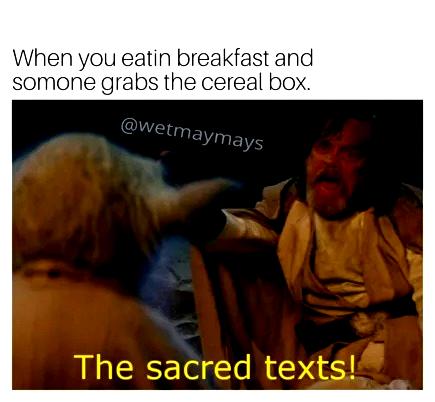 When you eatin breakfast and
somone grabs the cereal box.
@wetmaymays
The sacred texts!